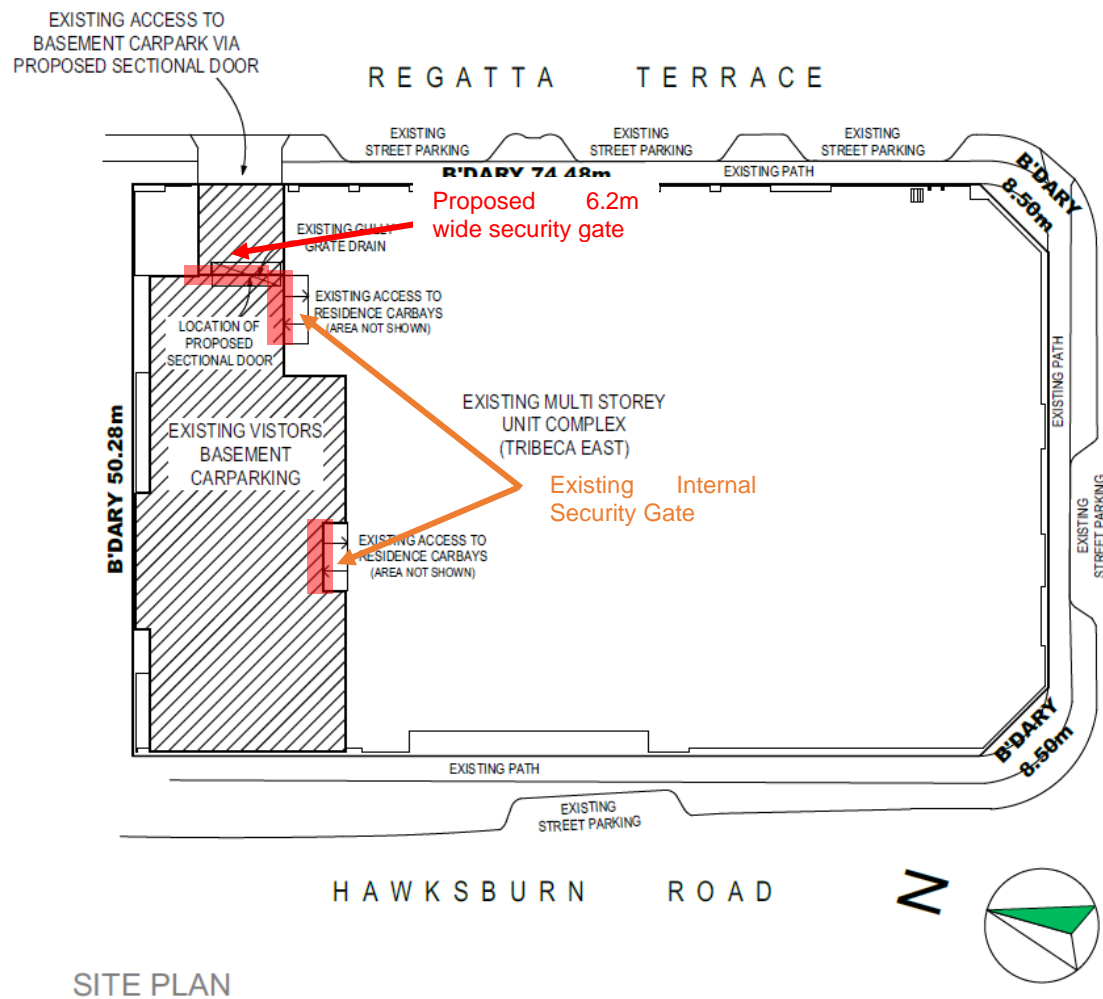 EXISTING ACCESS TO
BASEMENT CARPARK VIA
PROPOSED SECTIONAL DOOR
REGATTA TERRACE
EXISTING
STREET PARKING
EXISTING
STREET PARKING
EXISTING
STREET PARKING
B'DARY 74.48m
EXISTING PATH
B'DARY
8.50m
Proposed 6.2m
wide security gate
EXISTING GULLY
GRATE DRAIN
EXISTING ACCESS TO
RESIDENCE CARBAYS
(AREA NOT SHOWN)
LOCATION OF
PROPOSED
SECTIONAL DOOR
EXISTING PATH
EXISTING MULTI STOREY
UNIT COMPLEX
(TRIBECA EAST)
EXISTING VISTORS
BASEMENT
CARPARKING
B'DARY 50.28m
Existing Internal
Security Gate
EXISTING
STREET PARKING
EXISTING ACCESS TO
RESIDENCE CARBAYS
(AREA NOT SHOWN)
B'DARY
8.50m
EXISTING PATH
EXISTING
STREET PARKING
HAWKSBURN ROAD
N
SITE PLAN